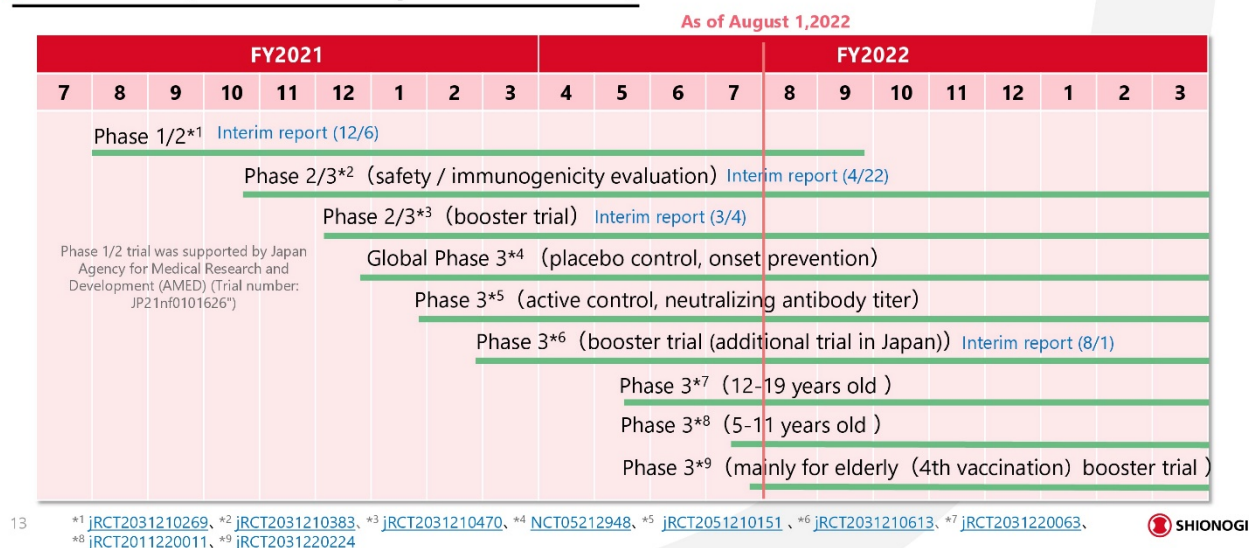 As of August 1,2022
FY2021 FY2022
7 8 9 10 11 12 1 2 3 4 5 6 7 8 9 10 11 12 1 2 3
Phase 1/2*1 Interim report (12/6)
Phase 2/3*2（safety / immunogenicity evaluation）Interim report (4/22)
Phase 2/3*3（booster trial） Interim report (3/4)
Phase 1/2 trial was supported by Japan
Agency for Medical Research and
Development (AMED) (Trial number:
JP21nf0101626")
Global Phase 3*4（placebo control, onset prevention）
Phase 3*5（active control, neutralizing antibody titer）
Phase 3*6（booster trial (additional trial in Japan)）Interim report (8/1)
Phase 3*7（12-19 years old ）
Phase 3*8（5-11 years old ）
Phase 3*9（mainly for elderly（4th vaccination）booster trial）
13
*1 jRCT2031210269、*2 jRCT2031210383、*3 jRCT2031210470、*4 NCT05212948、*5 jRCT2051210151 、*6 jRCT2031210613、*7 jRCT2031220063、
*8 jRCT2011220011、*9 jRCT2031220224
SHIONOGI